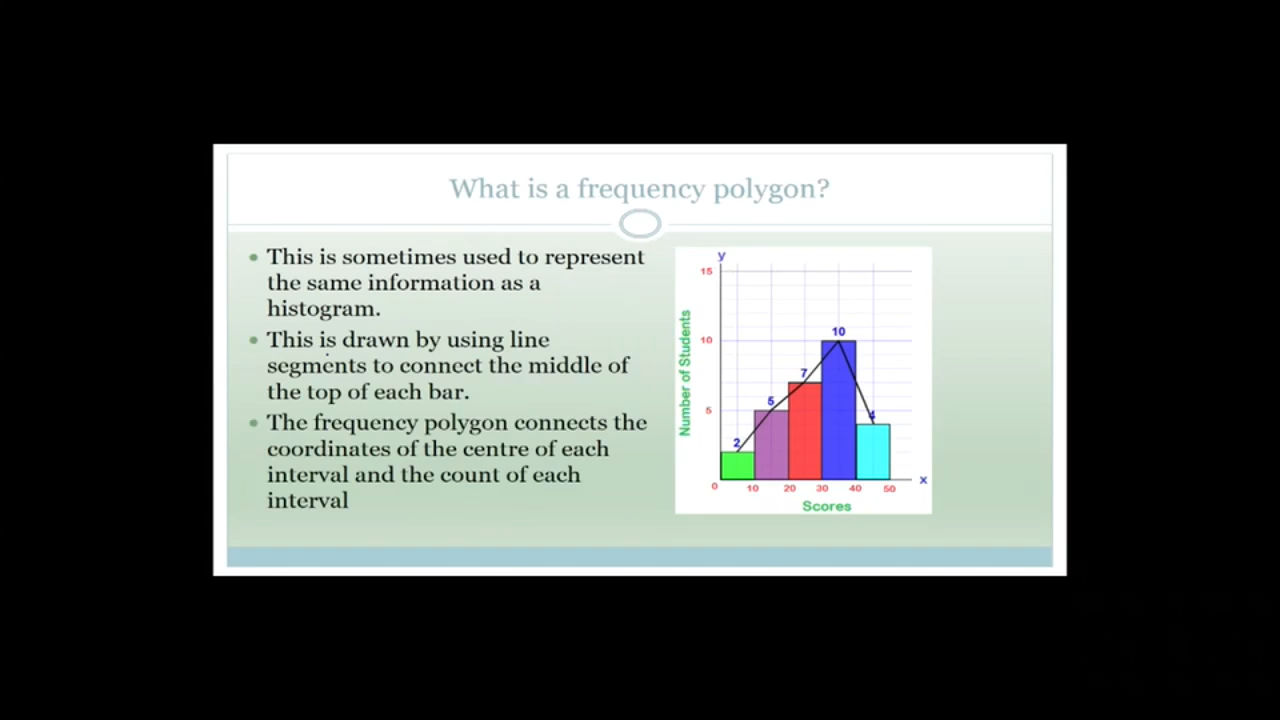 What is a frequency polygon?
This is sometimes used to represent
the same information as a
histogram.
This is drawn by using line
segments to connect the middle of
the top of each bar.
The frequency polygon connects the
coordinates of the centre of each
interval and the count of each
interval
y
15
10
5
Number of Students
2
5
7
10
4
0 10 20 30 40 50
x
Scores